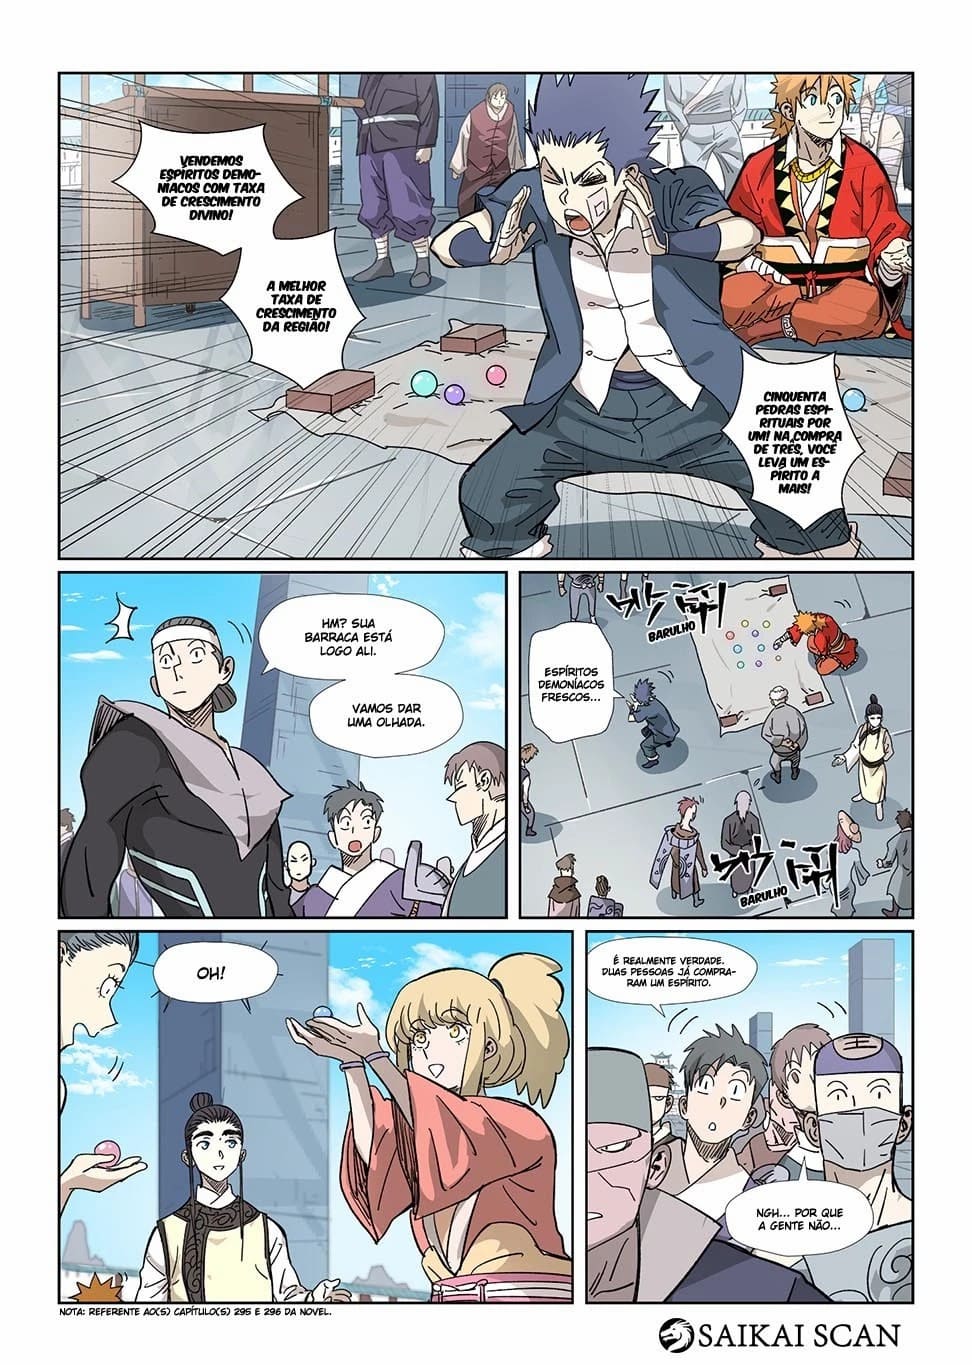 VENDEMOS
ESPÍRITOS DEMO-
NÍACOS COM TAXA
DE CRESCIMENTO
DIVINO!
A MELHOR
TAXA DE
CRESCIMENTO
DA REGIÃO!
CINQUENTA
PEDRAS ESPI-
RITUAIS POR
UM! NA COMPRA
DE TRÊS, VOCÊ
LEVA UM ES-
PÍRITO A
MAIS!
HM? SUA
BARRACA ESTÁ
LOGO ALI.
VAMOS DAR
UMA OLHADA.
BARULHO
ESPÍRITOS
DEMONÍACOS
FRESCOS...
BARULHO
OH!
É REALMENTE VERDADE.
DUAS PESSOAS JÁ COMPRA-
RAM UM ESPÍRITO.
NGH... POR QUE
A GENTE NÃO...
NOTA: REFERENTE AO(S) CAPÍTULO(S) 295 E 296 DA NOVEL.
SAIKAI SCAN